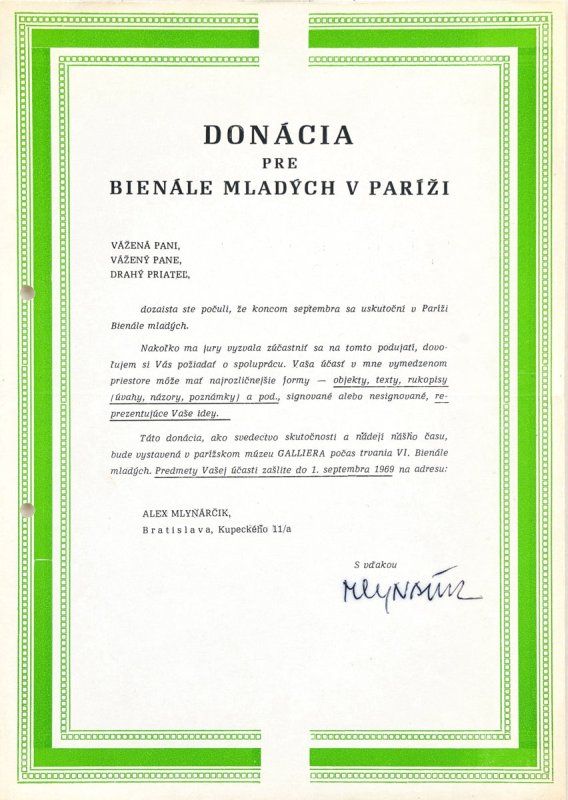 DONÁCIA
PRE
BIENÁLE MLADÝCH V PARÍŽI
VÁŽENÁ PANI,
VÁŽENÝ PANE,
DRAHÝ PRIATEĽ,
dozaista ste počuli, že koncom septembra sa uskutoční v Paríži
Bienále mladých.
Nakoľko ma jury vyzvala zúčastniť sa na tomto podujatí, dovo-
ľujem si Vás požiadať o spoluprácu. Vaša účasť v mne vymedzenom
priestore môže mať najrozličnejšie formy — objekty, texty, rukopisy
(úvahy, názory, poznámky) a pod., signované alebo nesignované, re-
prezentujúce Vaše idey.
Táto donácia, ako svedectvo skutočnosti a nádejí nášho času,
bude vystavená v parížskom múzeu GALLIERA počas trvania VI. Bienále
mladých. Predmety Vašej účasti zašlite do 1. septembra 1969 na adresu:
ALEX MLYNÁRČIK,
Bratislava, Kupeckého 11/a
S vďakou